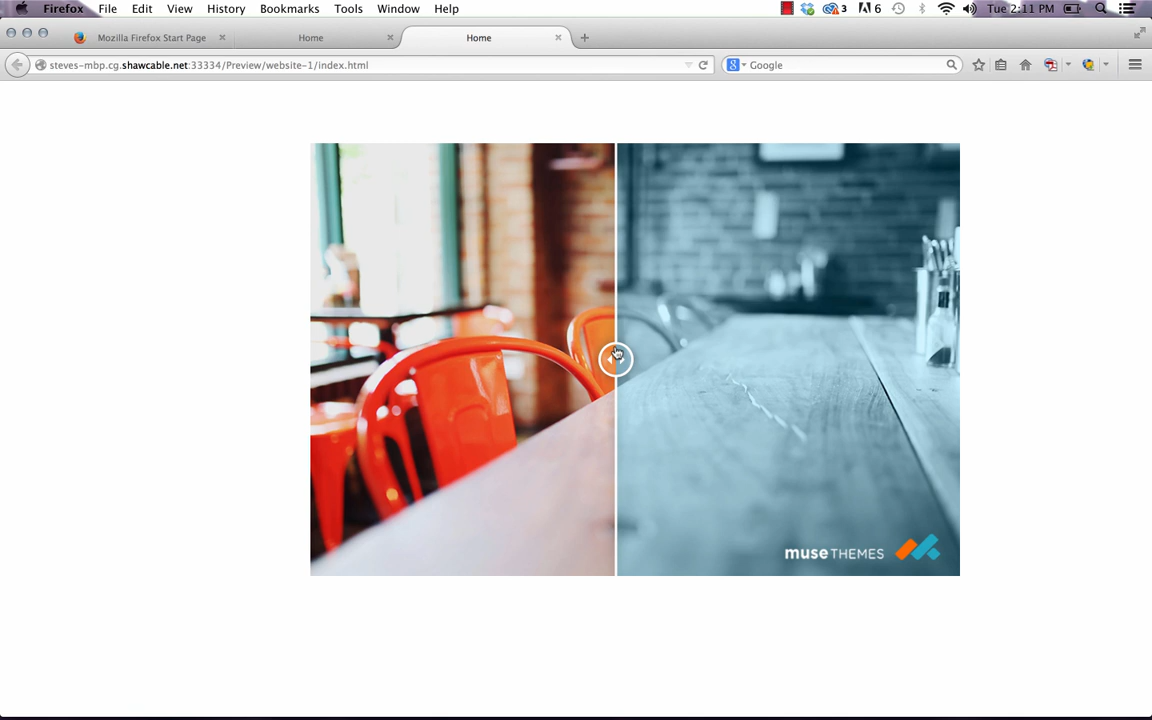 Firefox File Edit View History Bookmarks Tools Window Help 3 6 Tue 2:11 PM
Mozilla Firefox Start Page Home Home
steves-mbp.cg.shawcable.net:33334/Preview/website-1/index.html Google
muse THEMES